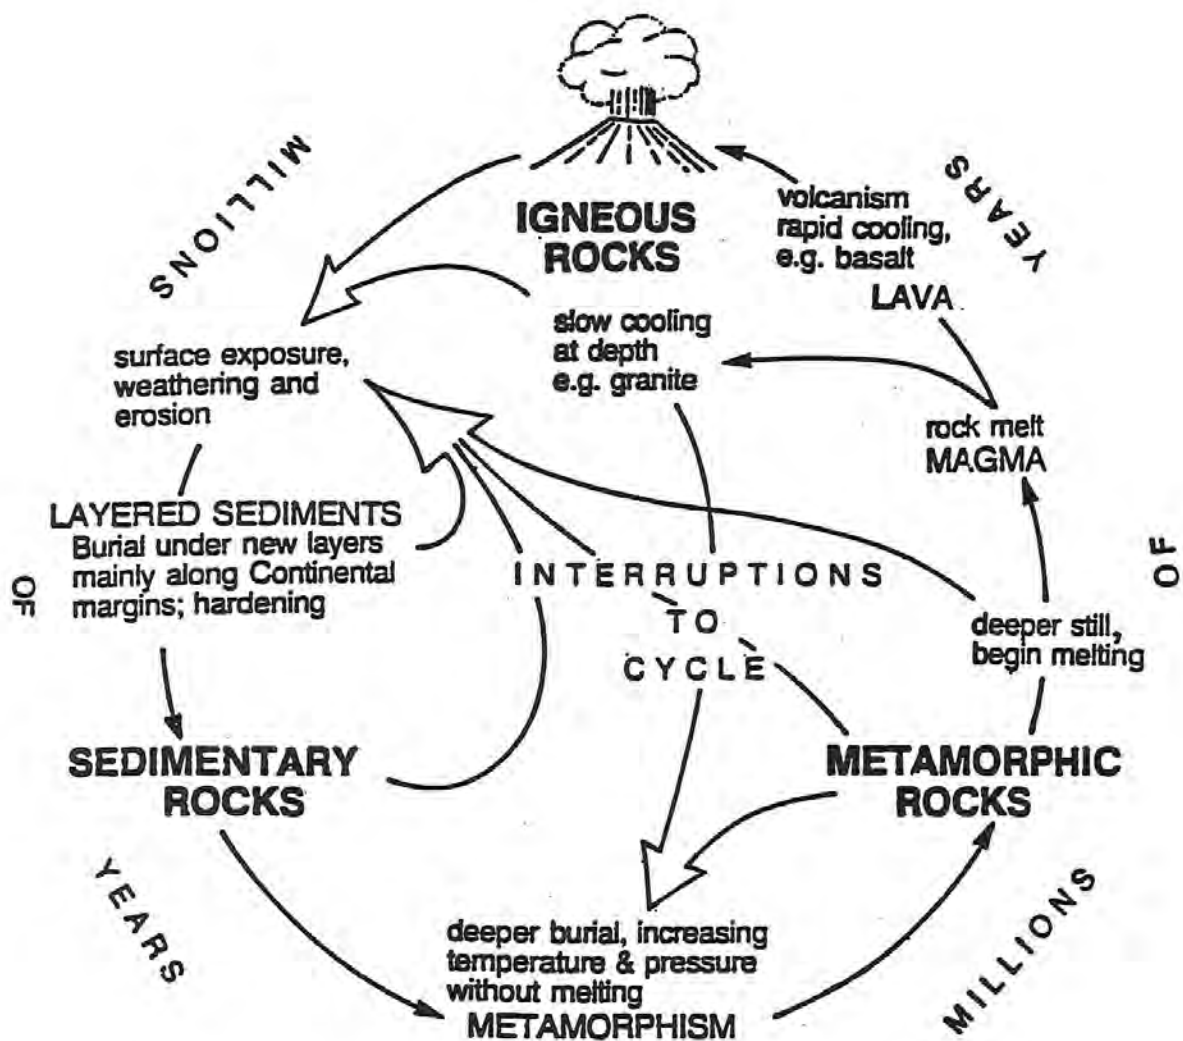 MILLIONS
YEARS
IGNEOUS
ROCKS
volcanism
rapid cooling,
e.g. basalt
LAVA
slow cooling
at depth
e.g. granite
surface exposure,
weathering and
erosion
rock melt
MAGMA
LAYERED SEDIMENTS
Burial under new layers
mainly along Continental
margins; hardening
OF
OF
INTERRUPTIONS
TO
CYCLE
deeper still,
begin melting
SEDIMENTARY
ROCKS
METAMORPHIC
ROCKS
YEARS
MILLIONS
deeper burial, increasing
temperature & pressure
without melting
METAMORPHISM